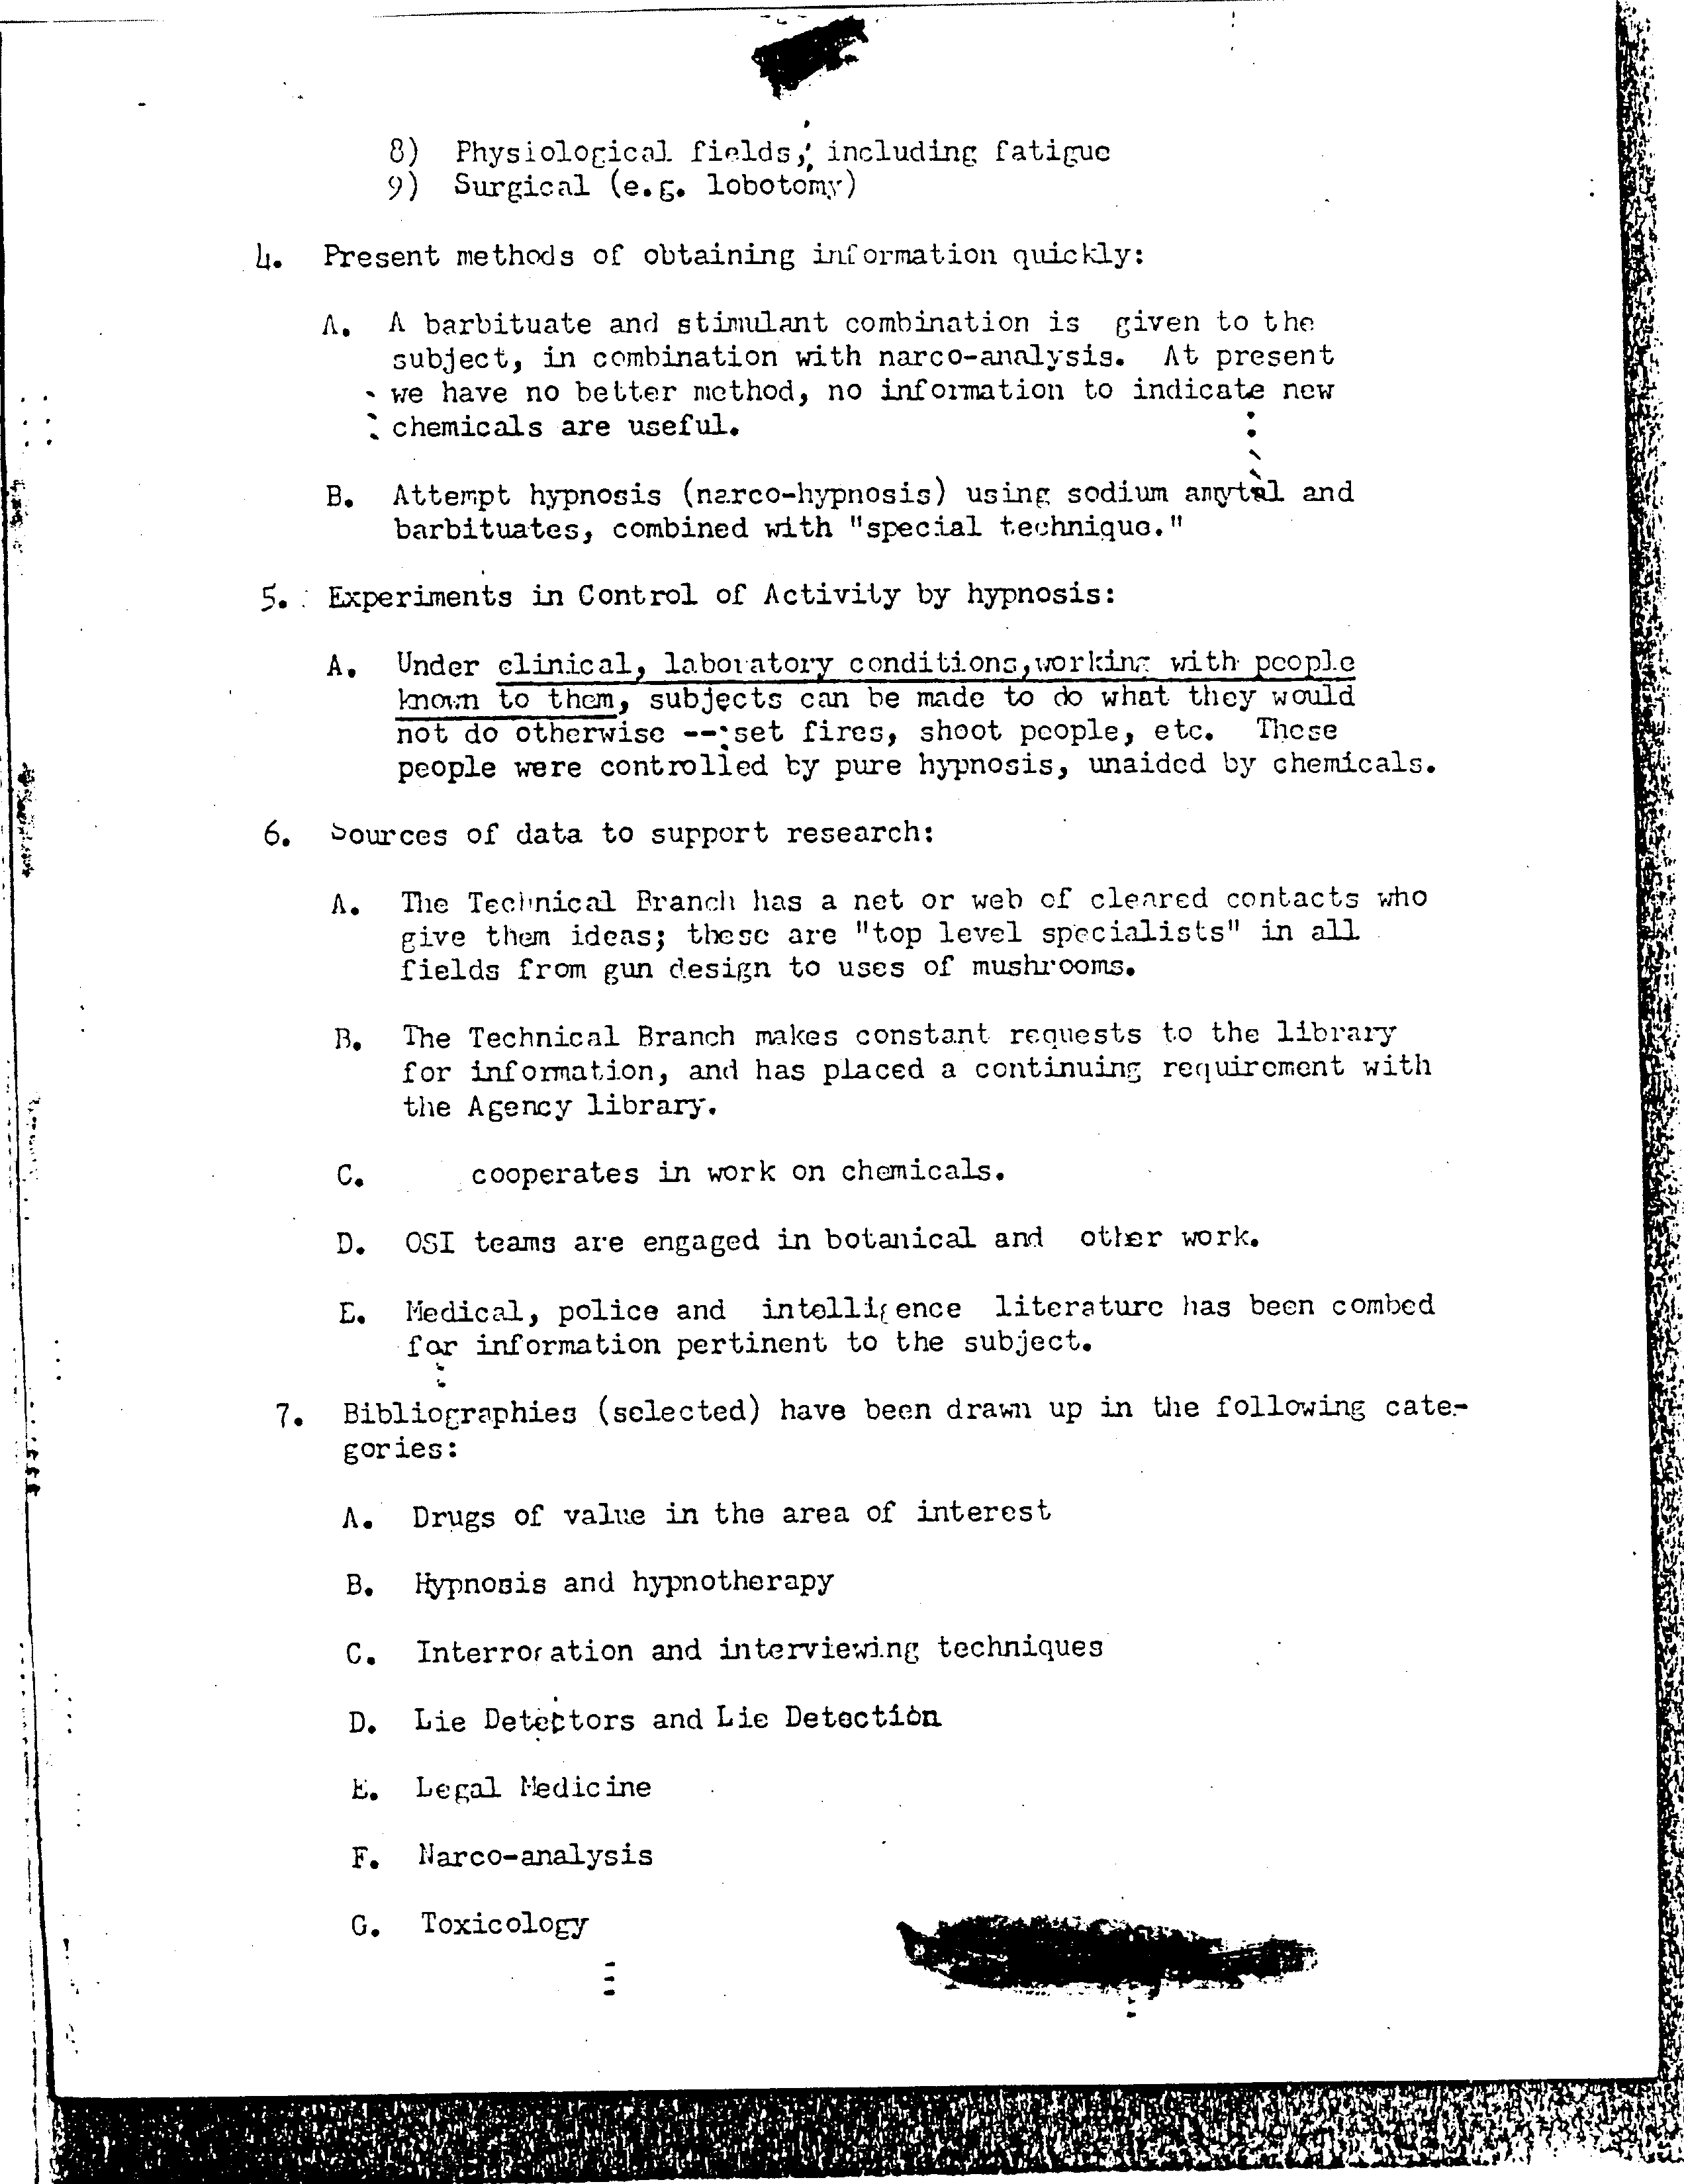 8) Physiological fields, including fatigue
9) Surgical (e.g. lobotomy)
4. Present methods of obtaining information quickly:
A. A barbituate and stimulant combination is given to the
subject, in combination with narco-analysis. At present
we have no better method, no information to indicate new
chemicals are useful.
B. Attempt hypnosis (narco-hypnosis) using sodium amytal and
barbituates, combined with "special technique."
5. Experiments in Control of Activity by hypnosis:
A. Under clinical, laboratory conditions,working with people
known to them, subjects can be made to do what they would
not do otherwise -- set fires, shoot people, etc. These
people were controlled by pure hypnosis, unaided by chemicals.
6. Sources of data to support research:
A. The Technical Branch has a net or web of cleared contacts who
give them ideas; these are "top level specialists" in all
fields from gun design to uses of mushrooms.
B. The Technical Branch makes constant requests to the library
for information, and has placed a continuing requirement with
the Agency library.
C. cooperates in work on chemicals.
D. OSI teams are engaged in botanical and other work.
E. Medical, police and intelligence literature has been combed
for information pertinent to the subject.
7. Bibliographies (selected) have been drawn up in the following cate-
gories:
A. Drugs of value in the area of interest
B. Hypnosis and hypnotherapy
C. Interrogation and interviewing techniques
D. Lie Detectors and Lie Detection
E. Legal Medicine
F. Narco-analysis
G. Toxicology